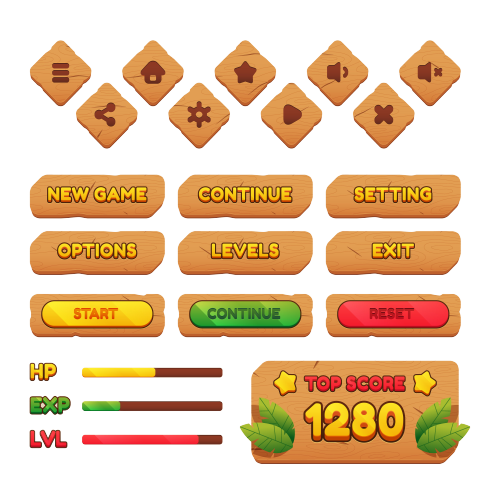 NEW GAME CONTINUE SETTING
OPTIONS LEVELS EXIT
START CONTINUE RESET
HP
EXP
LVL
TOP SCORE
1280